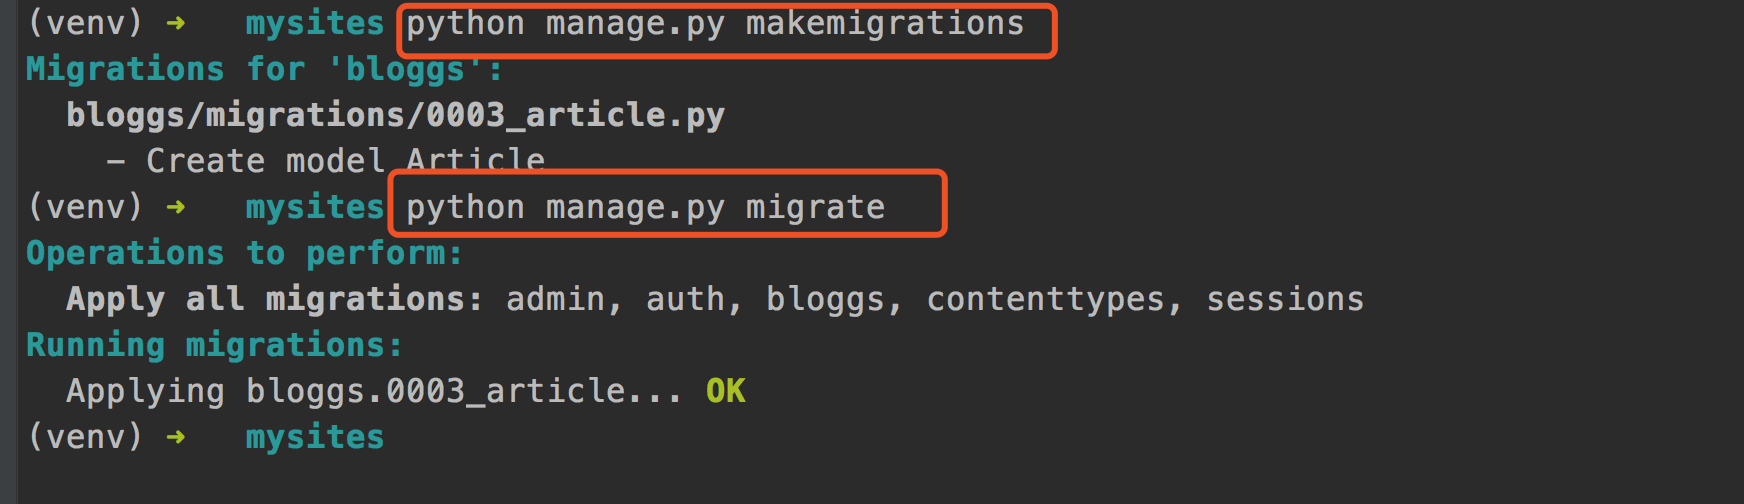 (venv) ➜ mysites python manage.py makemigrations
Migrations for 'bloggs':
bloggs/migrations/0003_article.py
- Create model Article
(venv) ➜ mysites python manage.py migrate
Operations to perform:
Apply all migrations: admin, auth, bloggs, contenttypes, sessions
Running migrations:
Applying bloggs.0003_article... OK
(venv) ➜ mysites